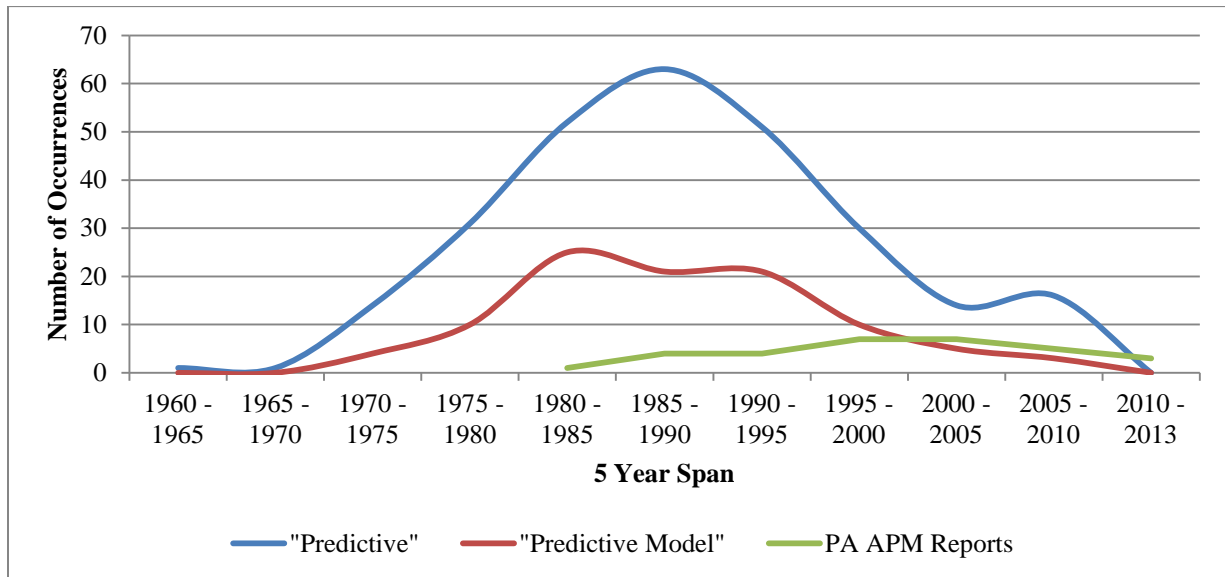 70
60
50
40
30
20
10
0
Number of Occurrences
1960 - 1965 - 1970 - 1975 - 1980 - 1985 - 1990 - 1995 - 2000 - 2005 - 2010 -
1965 1970 1975 1980 1985 1990 1995 2000 2005 2010 2013
5 Year Span
"Predictive" "Predictive Model" PA APM Reports